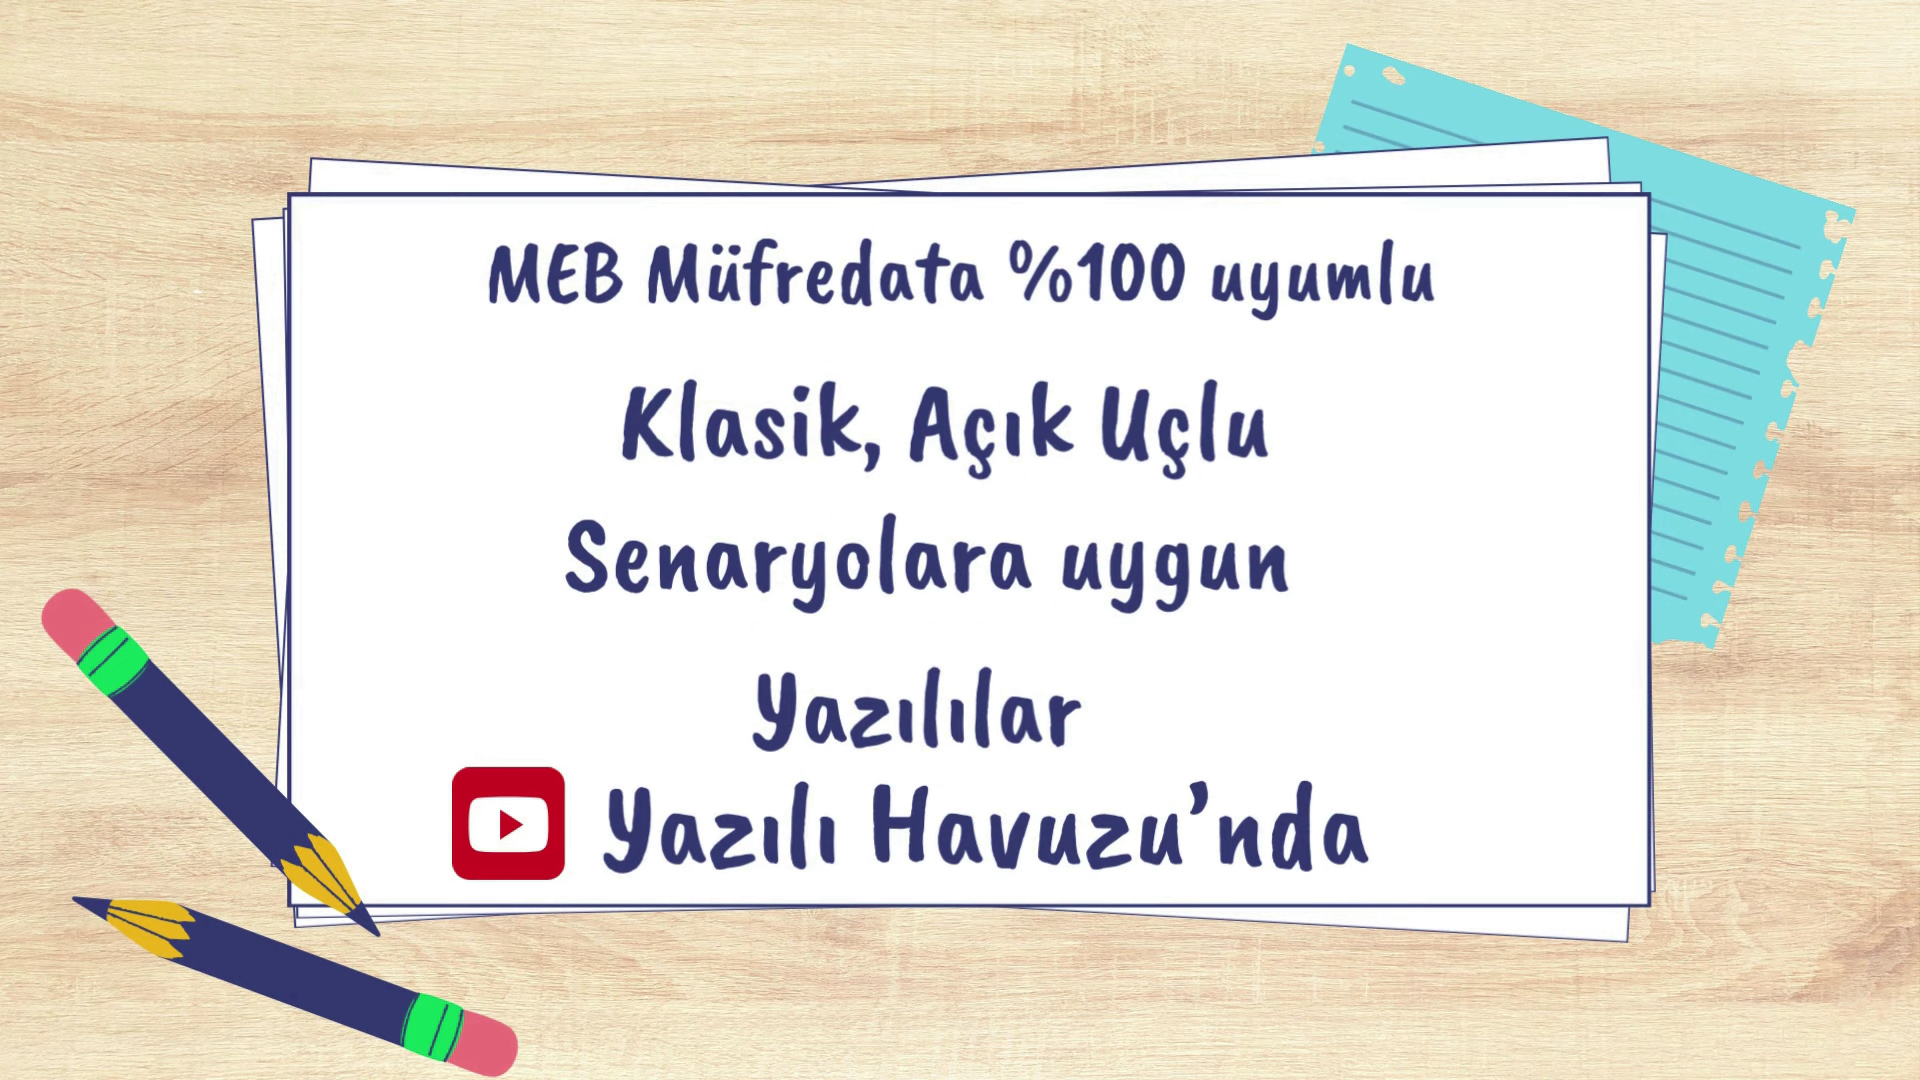 MEB Müfredata %100 uyumlu
Klasik, Açık Uçlu
Senaryolara uygun
Yazılılar
Yazılı Havuzu'nda